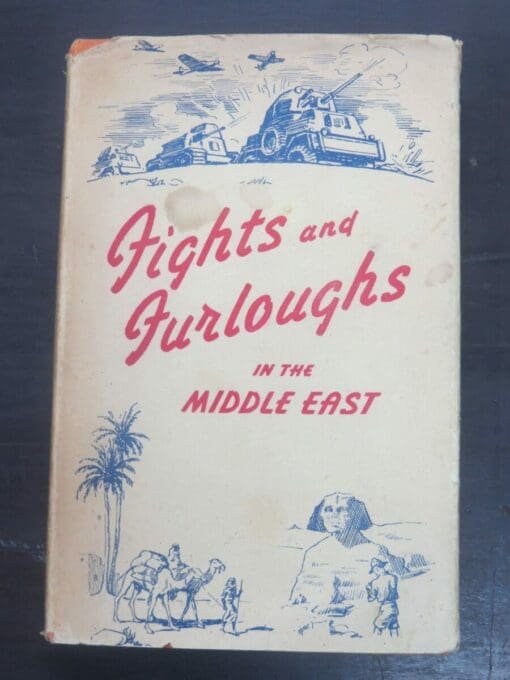 Fights and
Furloughs
IN THE
MIDDLE EAST